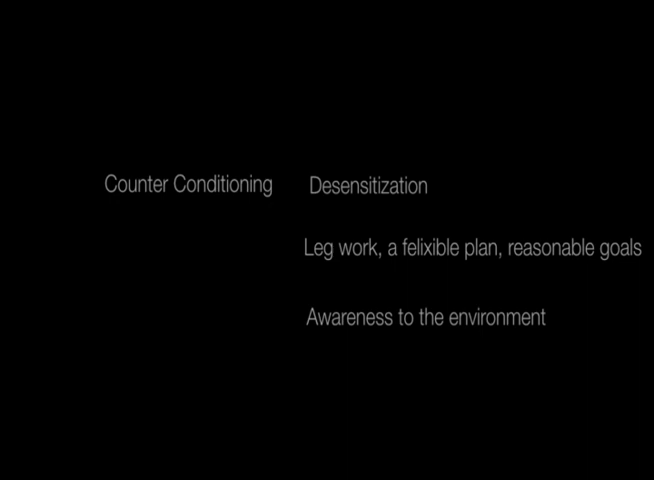 Counter Conditioning Desensitization
Leg work, a felixible plan, reasonable goals
Awareness to the environment